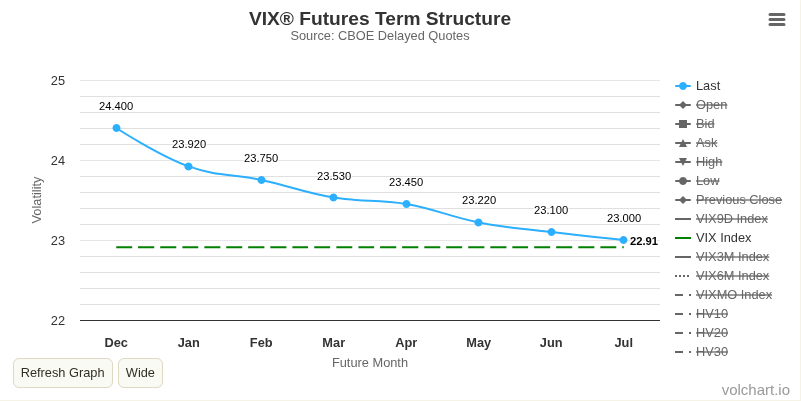 VIX® Futures Term Structure
Source: CBOE Delayed Quotes
25
24
23
22
Volatility
24.400
23.920
23.750
23.530
23.450
23.220
23.100
23.000
22.91
Dec
Jan
Feb
Mar
Apr
May
Jun
Jul
Future Month
Last
Open
Bid
Ask
High
Low
Previous Close
VIX9D Index
VIX Index
VIX3M Index
VIX6M Index
VIXMO Index
HV10
HV20
HV30
Refresh Graph
Wide
volchart.io